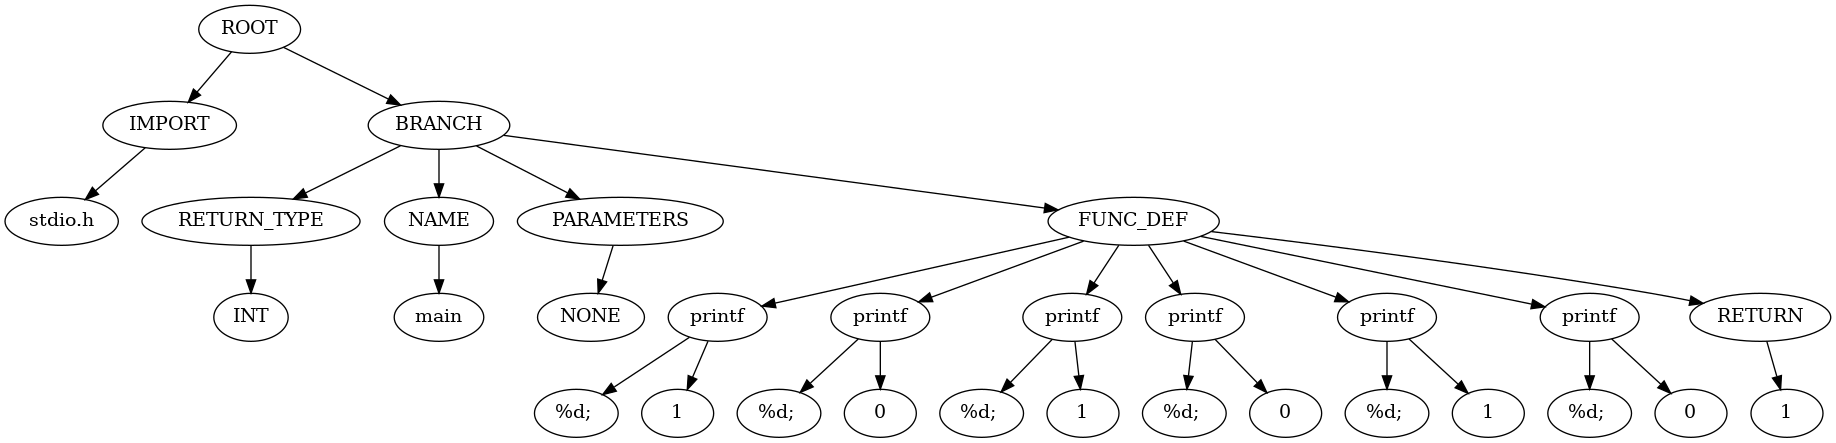 ROOT
IMPORT
BRANCH
stdio.h
RETURN_TYPE
NAME
PARAMETERS
FUNC_DEF
INT
main
NONE
printf
printf
printf
printf
printf
printf
RETURN
%d;
1
%d;
0
%d;
1
%d;
0
%d;
1
%d;
0
1